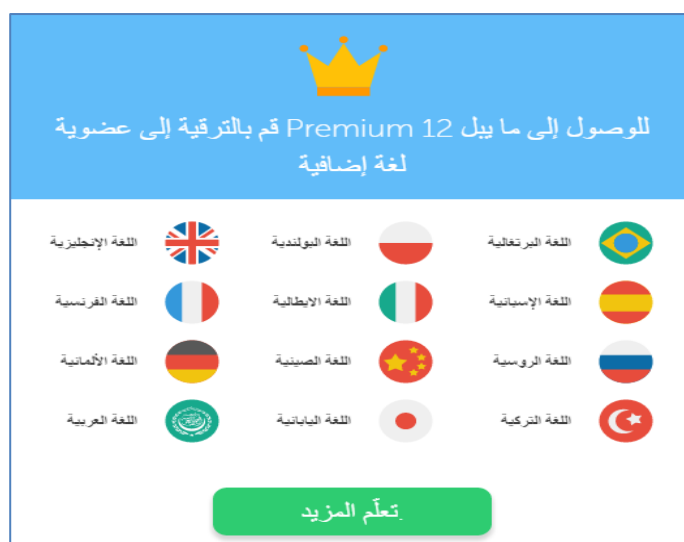 للوصول إلى ما يبل Premium 12 قم بالترقية إلى عضوية
لغة إضافية
اللغة البرتغالية
اللغة البولندية
اللغة الإنجليزية
اللغة الإسبانية
اللغة الايطالية
اللغة الفرنسية
اللغة الروسية
اللغة الصينية
اللغة الألمانية
اللغة التركية
اللغة اليابانية
اللغة العربية
تعلّم المزيد.